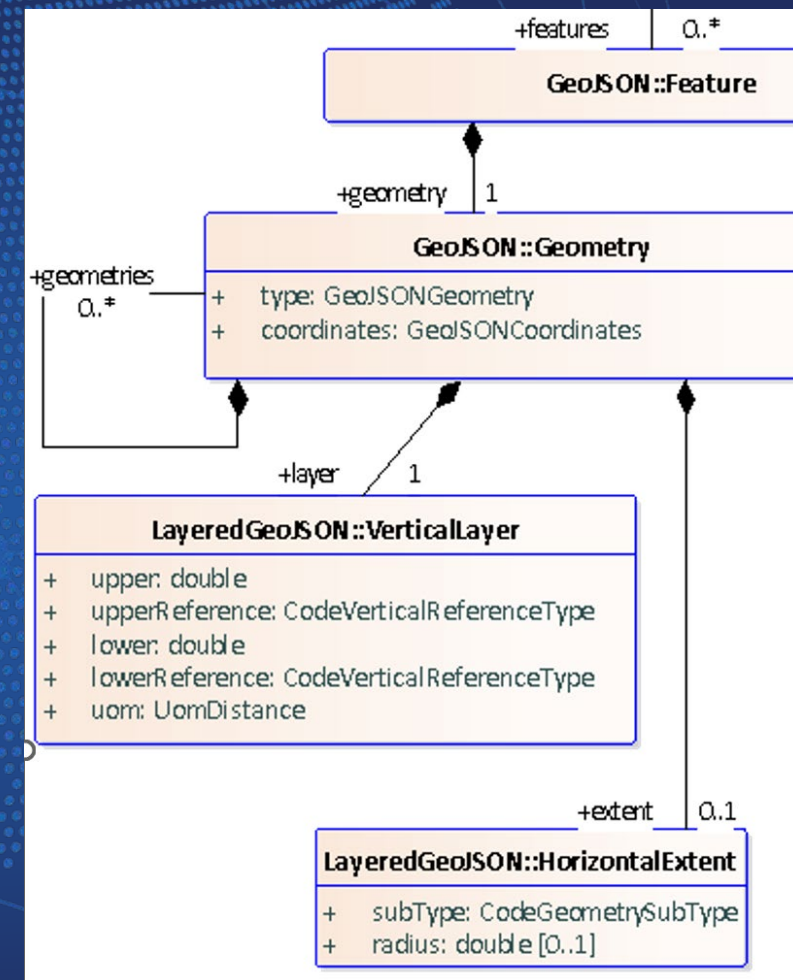 +features 0..*
GeoJSON::Feature
+geometry 1
GeoJSON::Geometry
+geometries
0..*
+ type: GeoJSONGeometry
+ coordinates: GeoJSONCoordinates
+layer 1
LayeredGeoJSON::VerticalLayer
+ upper: double
+ upperReference: CodeVerticalReferenceType
+ lower: double
+ lowerReference: CodeVerticalReferenceType
+ uom: UomDistance
+extent 0..1
LayeredGeoJSON::HorizontalExtent
+ subType: CodeGeometrySubType
+ radius: double [0..1]